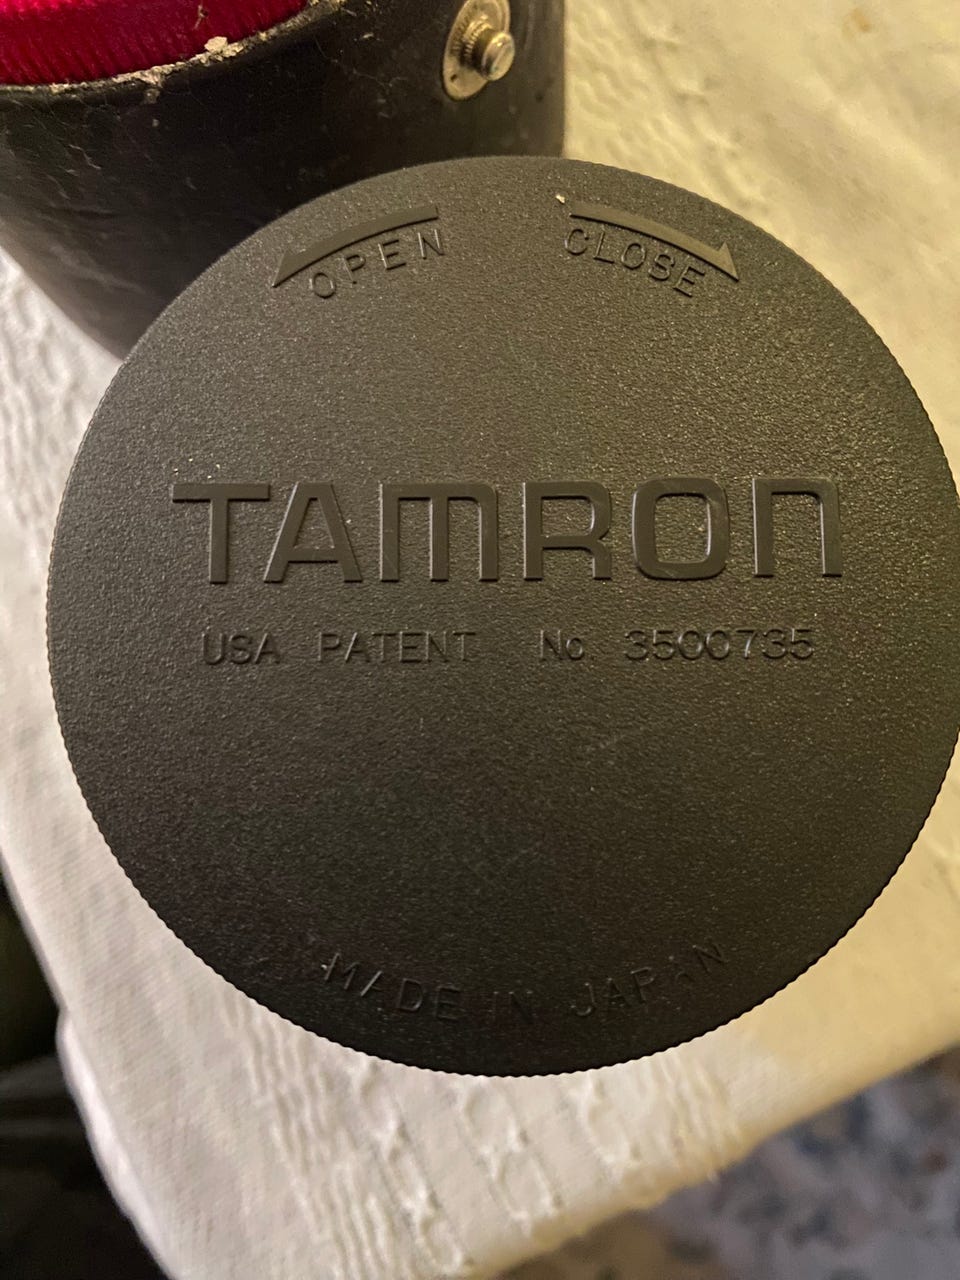 OPEN CLOSE
TAMRON
USA PATENT No. 3500735
MADE IN JAPAN